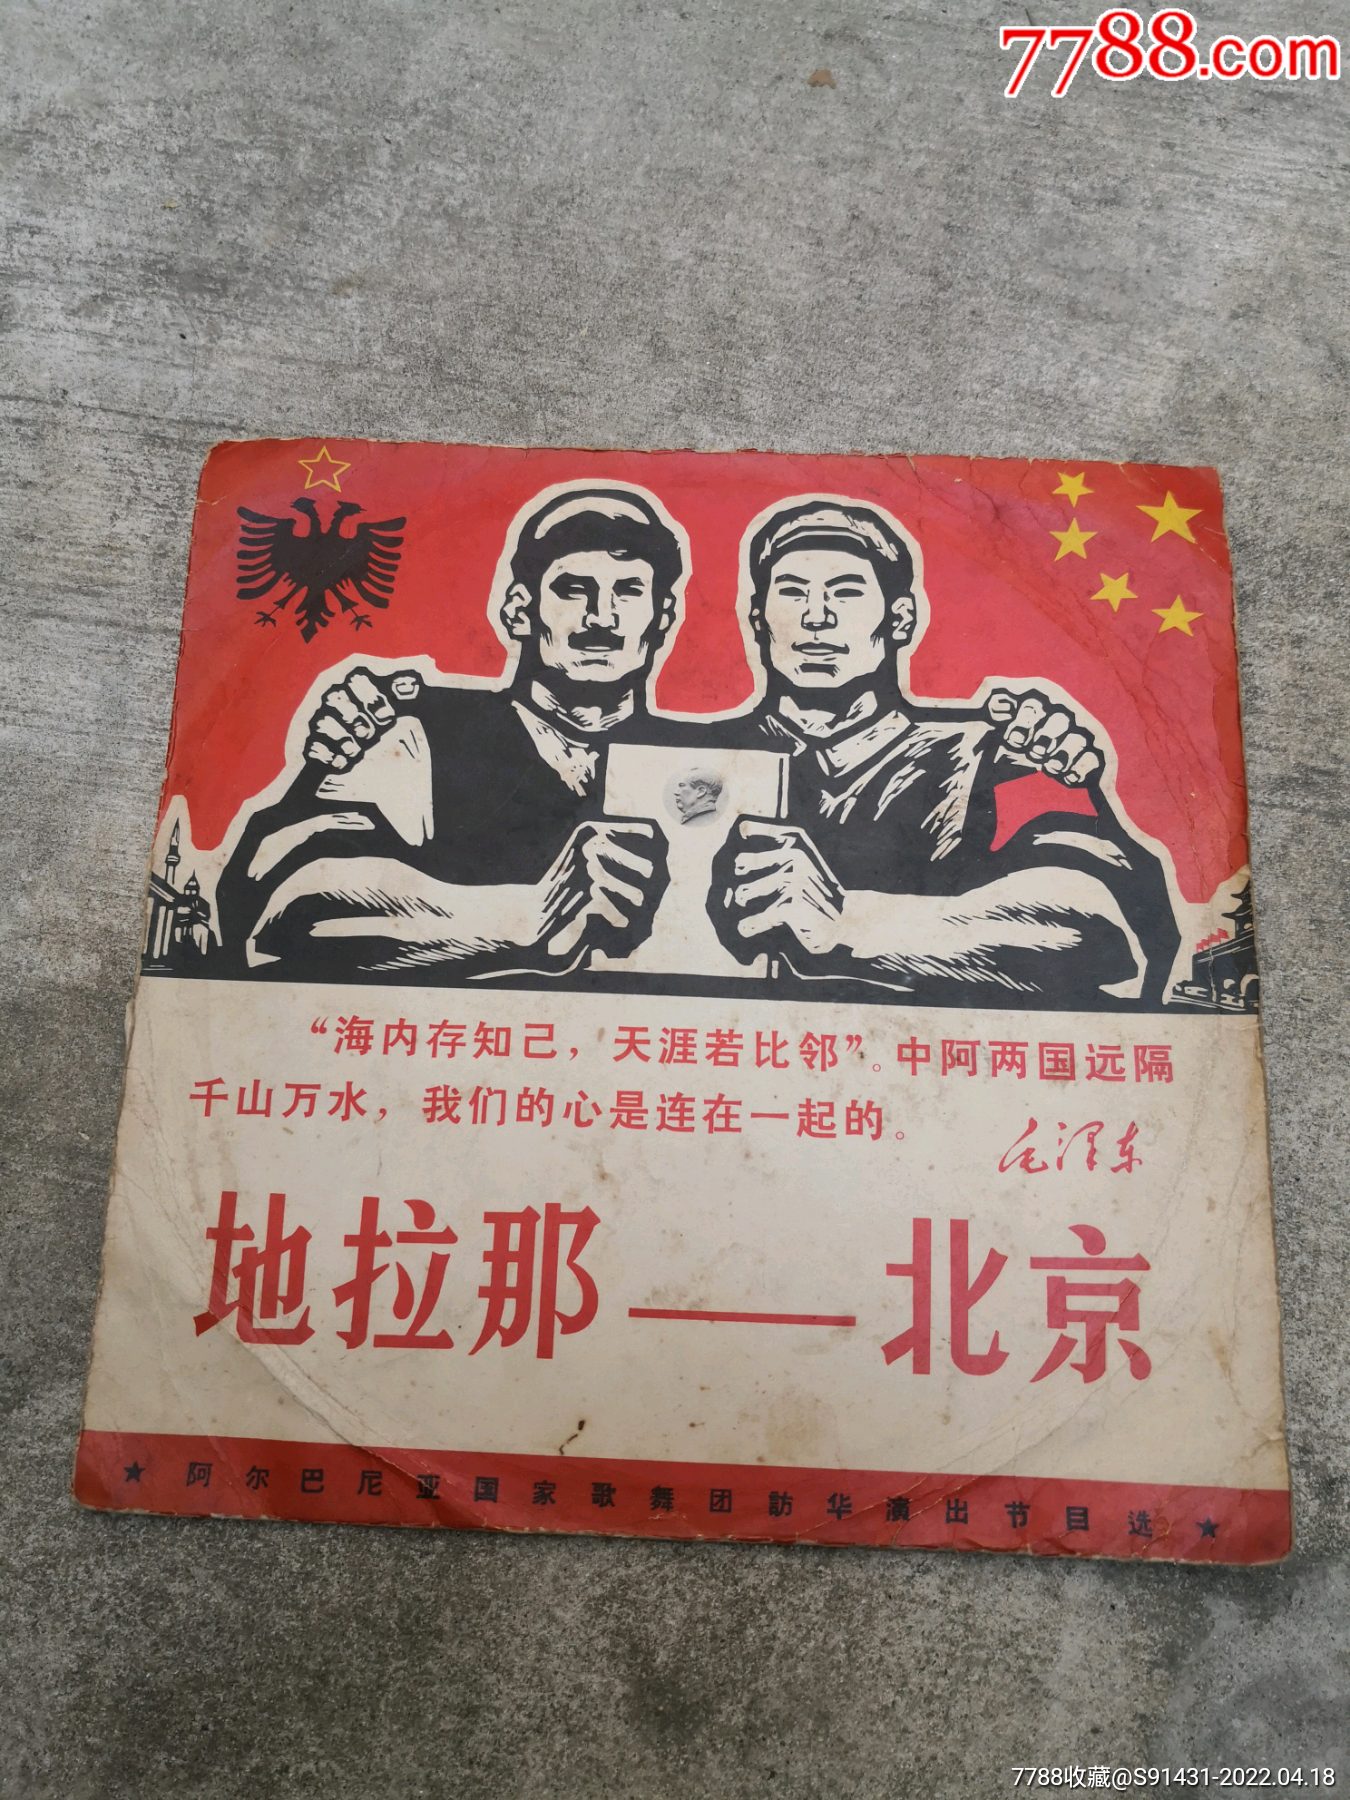 7788.com
“海内存知己，天涯若比邻”。中阿两国远隔
千山万水，我们的心是连在一起的。
毛泽东
地拉那——北京
★ 阿尔巴尼亚国家歌舞团訪华演出节目选 ★
7788收藏@S91431-2022.04.18